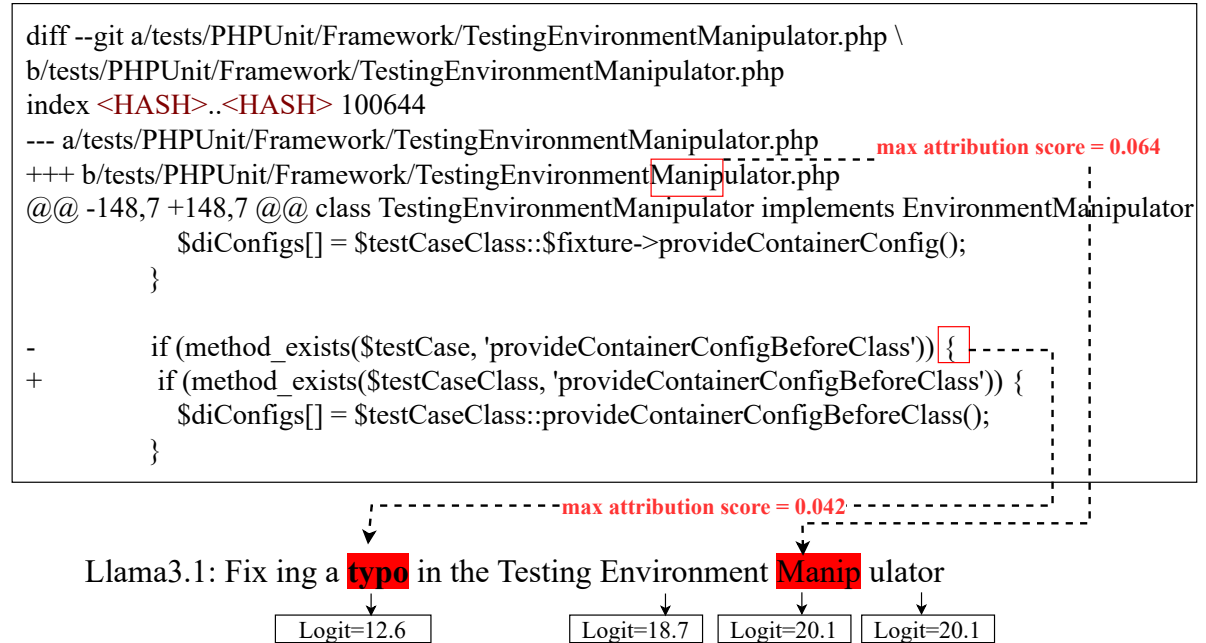 diff --git a/tests/PHPUnit/Framework/TestingEnvironmentManipulator.php \
b/tests/PHPUnit/Framework/TestingEnvironmentManipulator.php
index <HASH>..<HASH> 100644
--- a/tests/PHPUnit/Framework/TestingEnvironmentManipulator.php
max attribution score = 0.064
+++ b/tests/PHPUnit/Framework/TestingEnvironmentManipulator.php
@@ -148,7 +148,7 @@ class TestingEnvironmentManipulator implements EnvironmentManipulator
$diConfigs[] = $testCaseClass::$fixture->provideContainerConfig();
}
- if (method_exists($testCase, 'provideContainerConfigBeforeClass')) {
+ if (method_exists($testCaseClass, 'provideContainerConfigBeforeClass')) {
$diConfigs[] = $testCaseClass::provideContainerConfigBeforeClass();
}
max attribution score = 0.042
Llama3.1: Fix ing a typo in the Testing Environment Manip ulator
Logit=12.6 Logit=18.7 Logit=20.1 Logit=20.1